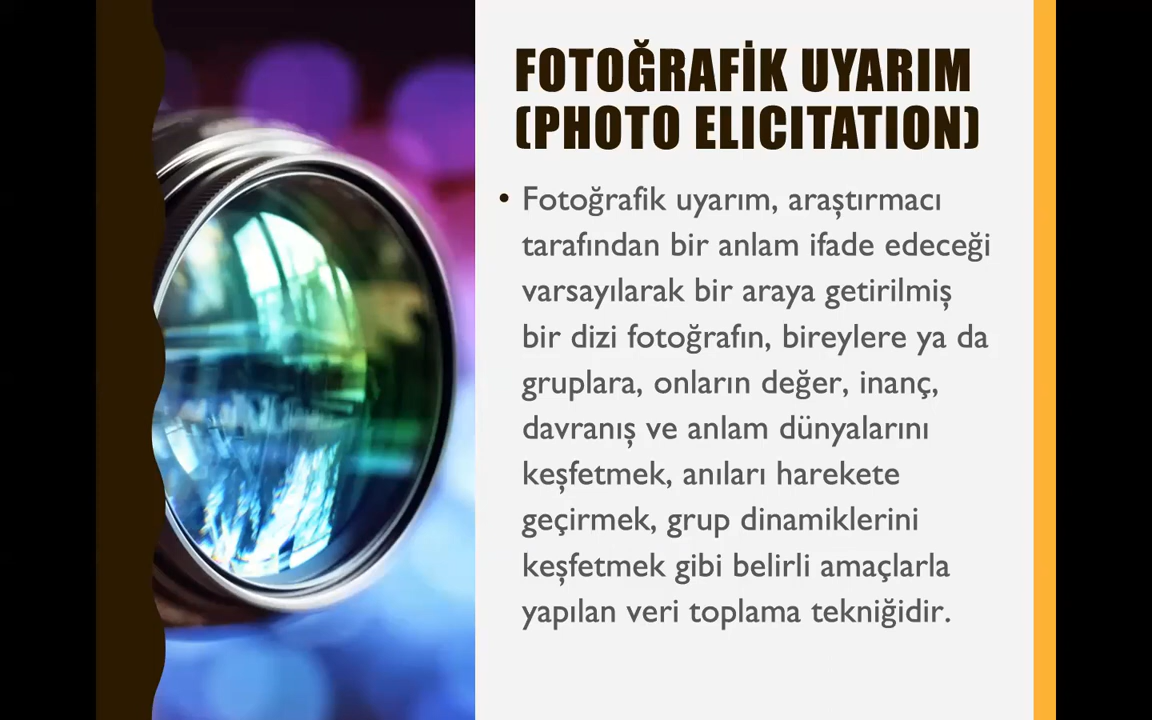 FOTOĞRAFİK UYARIM
(PHOTO ELICITATION)
• Fotoğrafik uyarım, araştırmacı
tarafından bir anlam ifade edeceği
varsayılarak bir araya getirilmiş
bir dizi fotoğrafın, bireylere ya da
gruplara, onların değer, inanç,
davranış ve anlam dünyalarını
keşfetmek, anıları harekete
geçirmek, grup dinamiklerini
keşfetmek gibi belirli amaçlarla
yapılan veri toplama tekniğidir.